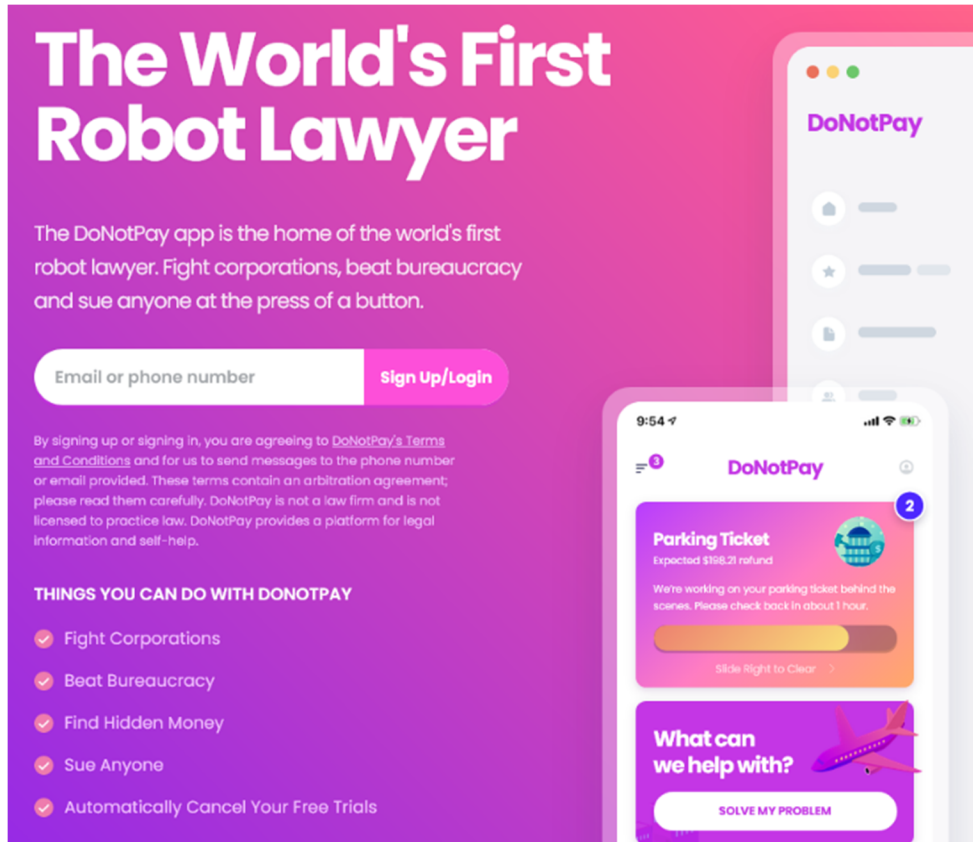 The World's First
Robot Lawyer
The DoNotPay app is the home of the world's first
robot lawyer. Fight corporations, beat bureaucracy
and sue anyone at the press of a button.
Email or phone number
Sign Up/Login
By signing up or signing in, you are agreeing to DoNotPay's Terms
and Conditions and for us to send messages to the phone number
or email provided. These terms contain an arbitration agreement;
please read them carefully. DoNotPay is not a law firm and is not
licensed to practice law. DoNotPay provides a platform for legal
information and self-help.
THINGS YOU CAN DO WITH DONOTPAY
Fight Corporations
Beat Bureaucracy
Find Hidden Money
Sue Anyone
Automatically Cancel Your Free Trials
DoNotPay
9:54
3
DoNotPay
2
Parking Ticket
Expected $198.21 refund
We're working on your parking ticket behind the
scenes. Please check back in about 1 hour.
Slide Right to Clear
What can
we help with?
SOLVE MY PROBLEM